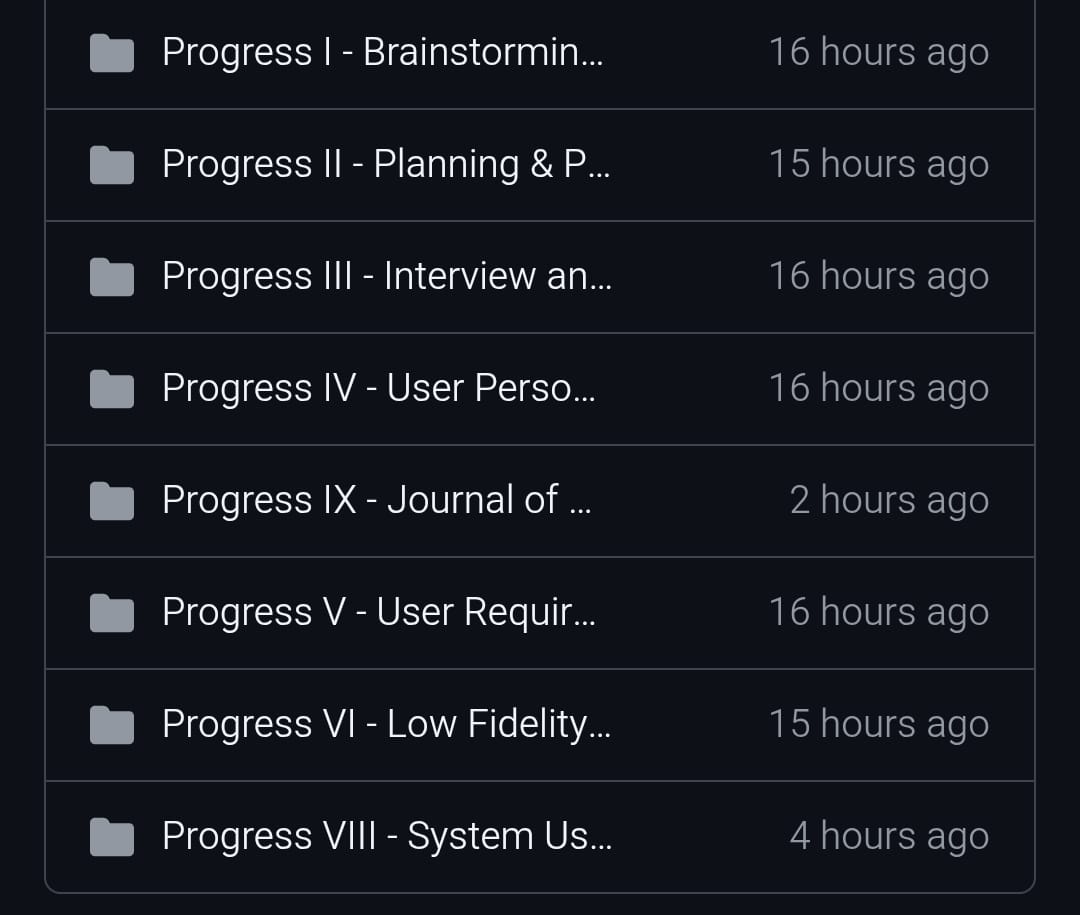 Progress I - Brainstormin... 16 hours ago
Progress II - Planning & P... 15 hours ago
Progress III - Interview an... 16 hours ago
Progress IV - User Perso... 16 hours ago
Progress IX - Journal of ... 2 hours ago
Progress V - User Requir... 16 hours ago
Progress VI - Low Fidelity... 15 hours ago
Progress VIII - System Us... 4 hours ago